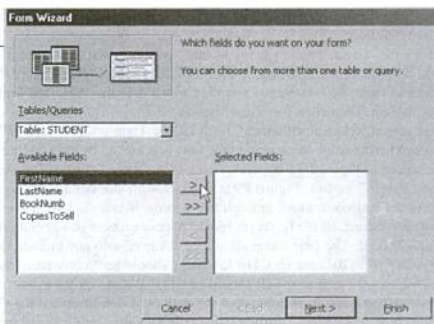 Form Wizard
Which fields do you want on your form?
You can choose from more than one table or query.
Tables/Queries
Table: STUDENT
Available Fields:
Selected Fields:
FirstName
LastName
BookNumb
CopiesToSell
>
>>
<
<<
Cancel
< Back
Next >
Finish